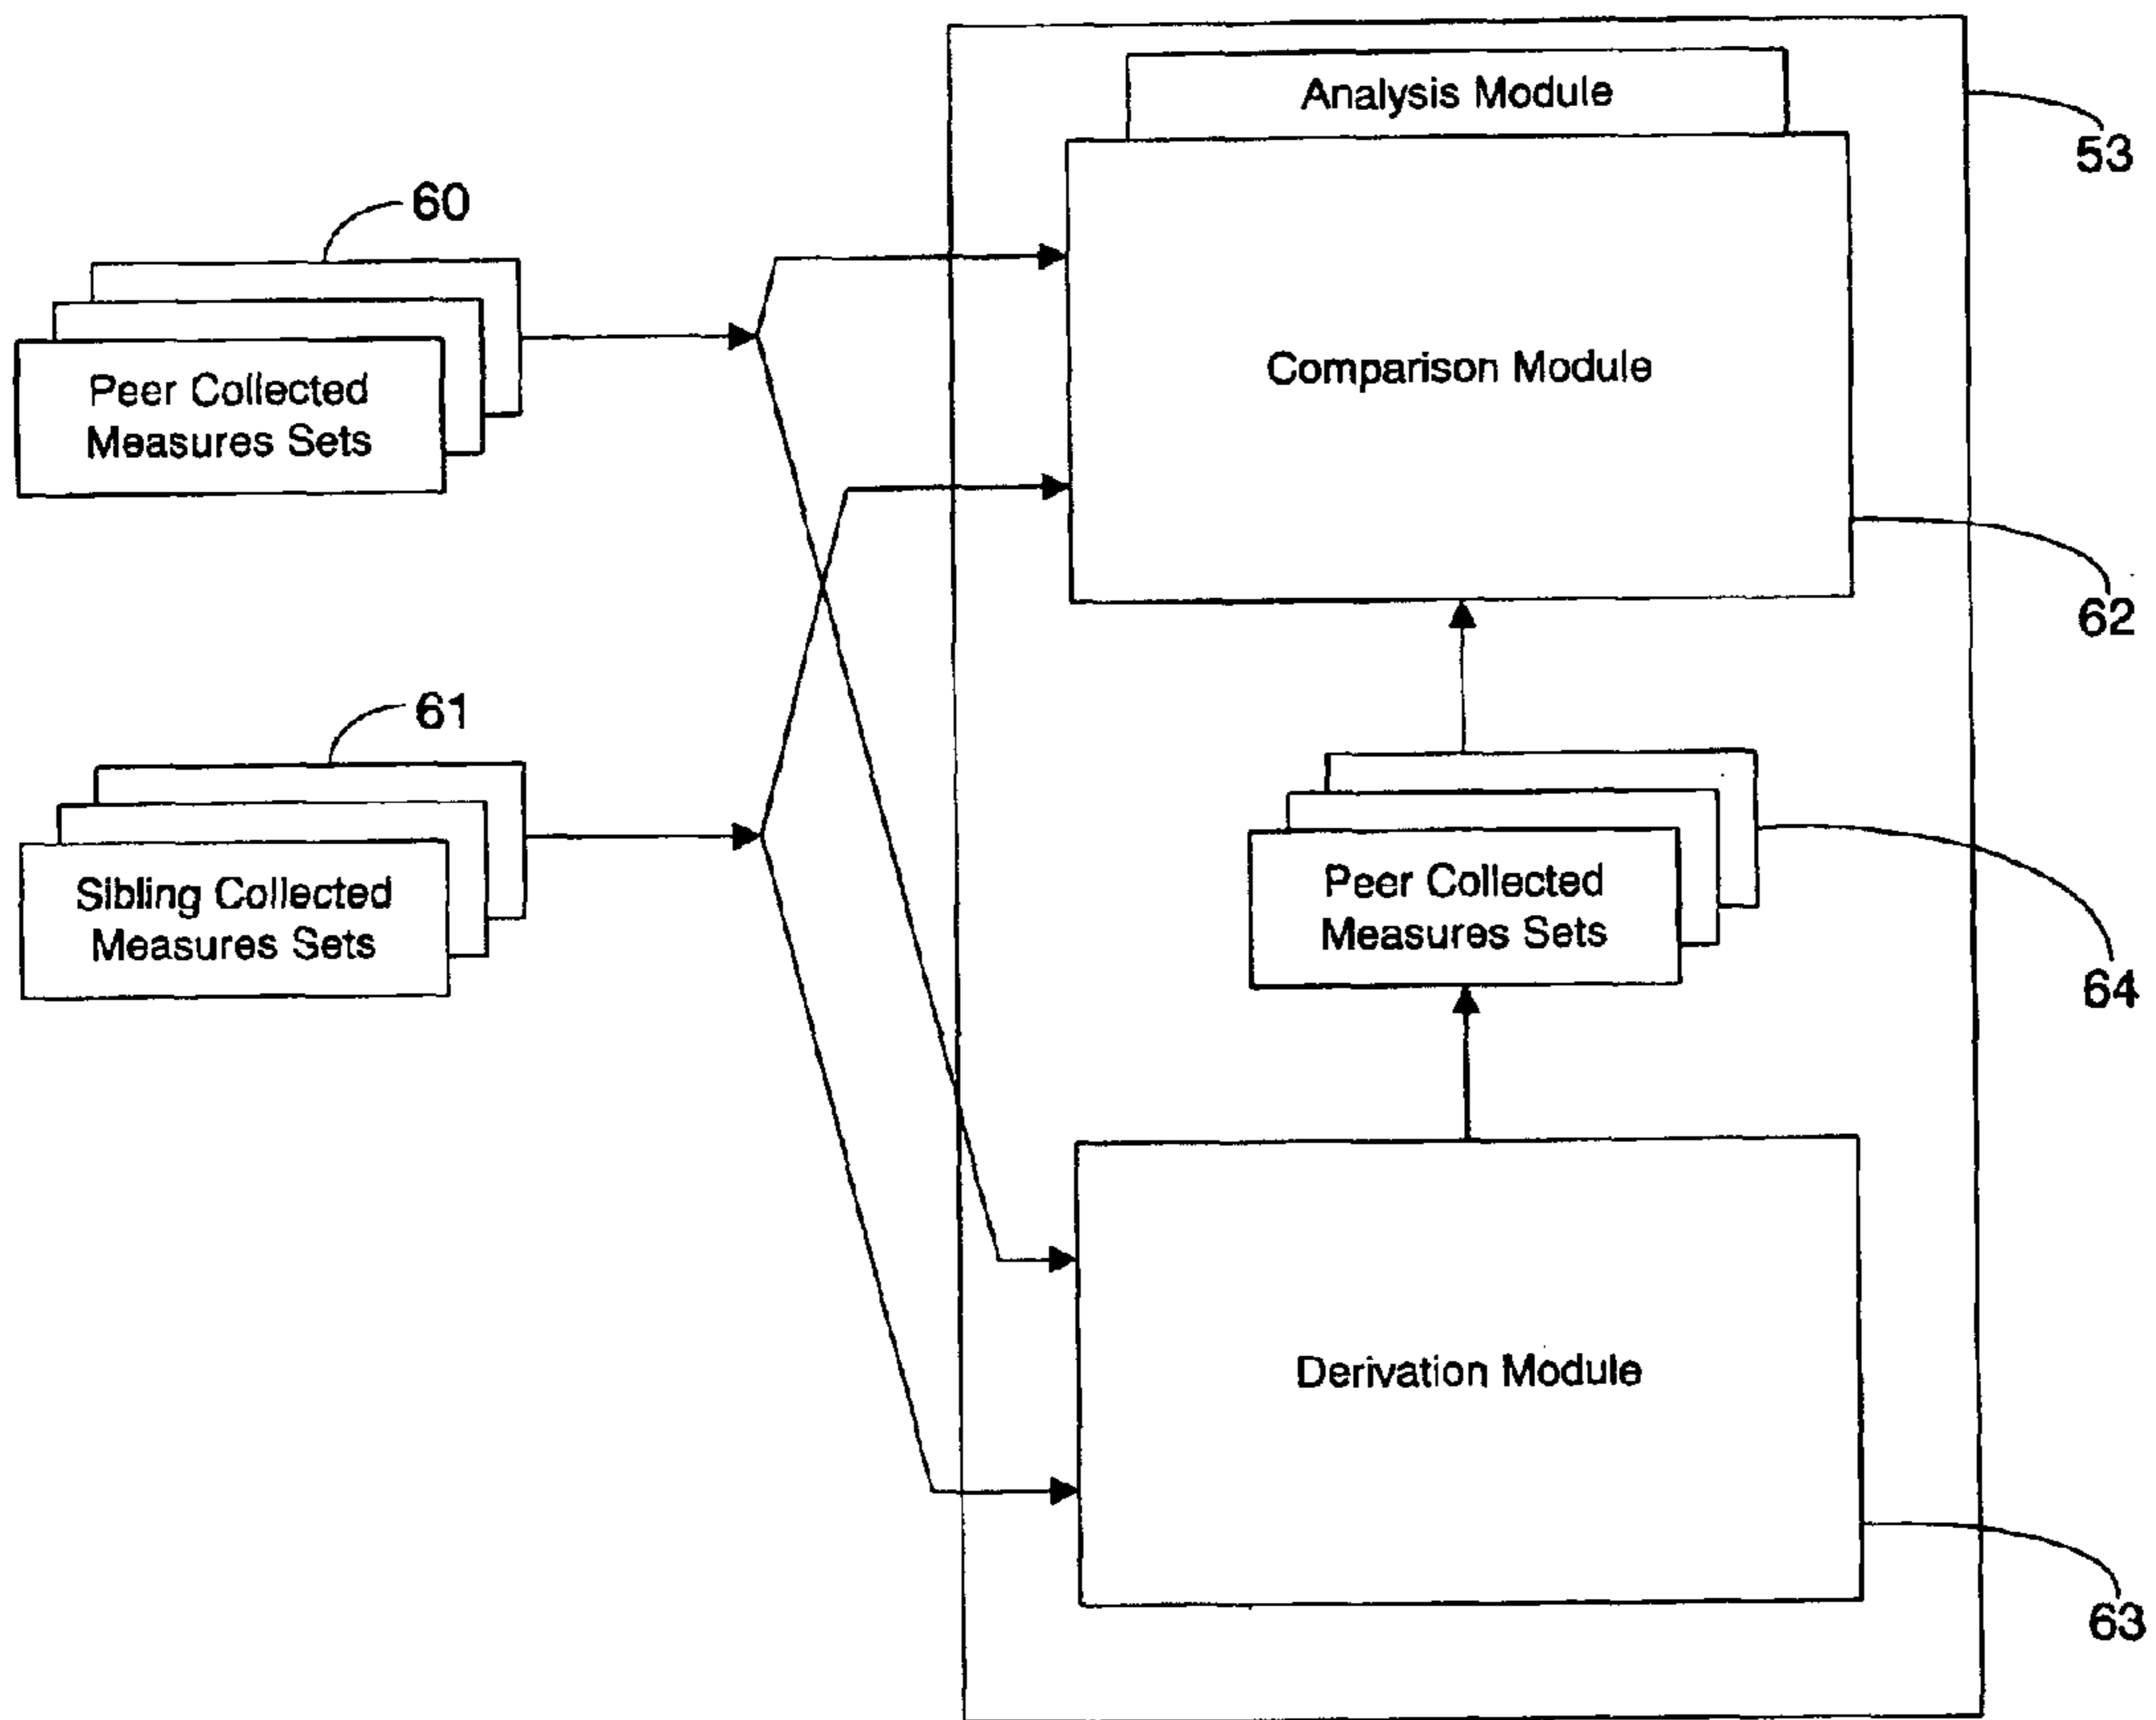 Analysis Module
53
60
Peer Collected
Measures Sets
Comparison Module
62
61
Sibling Collected
Measures Sets
Peer Collected
Measures Sets
64
Derivation Module
63